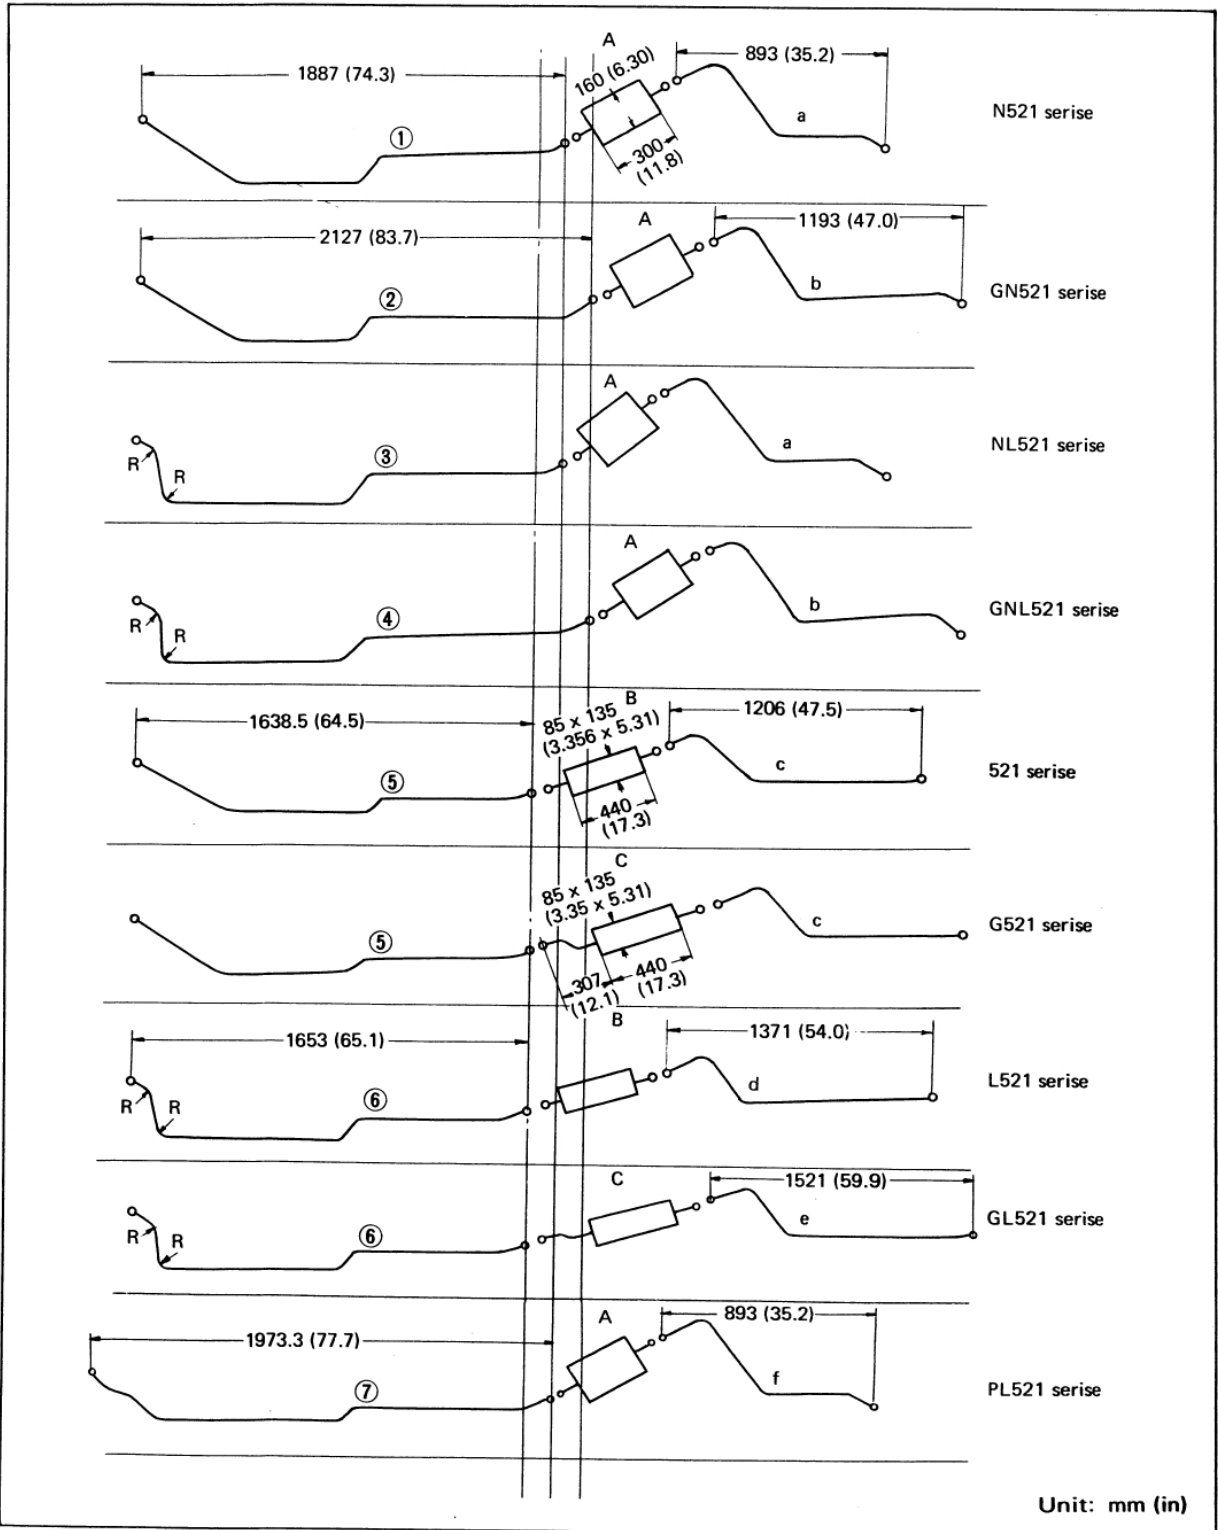 A
1887 (74.3)
160 (6.30)
893 (35.2)
①
300
(11.8)
a
N521 serise
2127 (83.7)
A
1193 (47.0)
②
b
GN521 serise
A
R
R
③
a
NL521 serise
A
R
R
④
b
GNL521 serise
1638.5 (64.5)
B
85 x 135
(3.356 x 5.31)
1206 (47.5)
⑤
440
(17.3)
c
521 serise
C
85 x 135
(3.35 x 5.31)
⑤
307
(12.1)
440
(17.3)
c
G521 serise
1653 (65.1)
B
1371 (54.0)
R
R
⑥
d
L521 serise
C
1521 (59.9)
R
R
⑥
e
GL521 serise
1973.3 (77.7)
A
893 (35.2)
⑦
f
PL521 serise
Unit: mm (in)